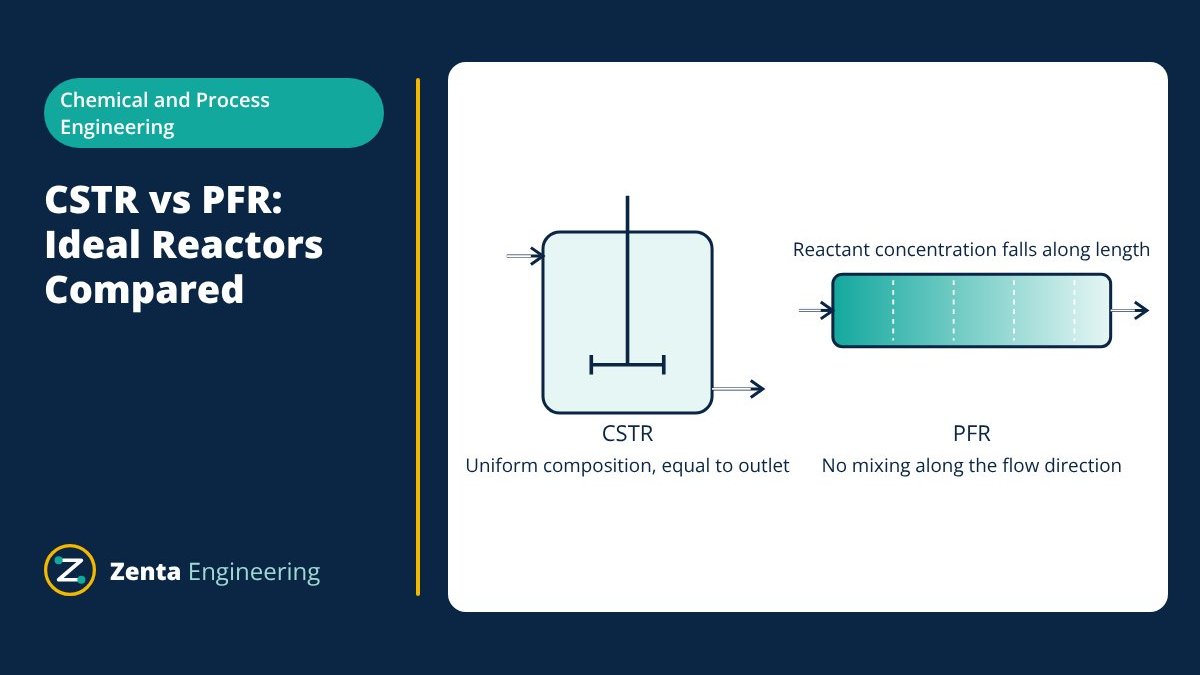 Chemical and Process
Engineering
CSTR vs PFR:
Ideal Reactors
Compared
Zenta Engineering
Reactant concentration falls along length
CSTR
Uniform composition, equal to outlet
PFR
No mixing along the flow direction